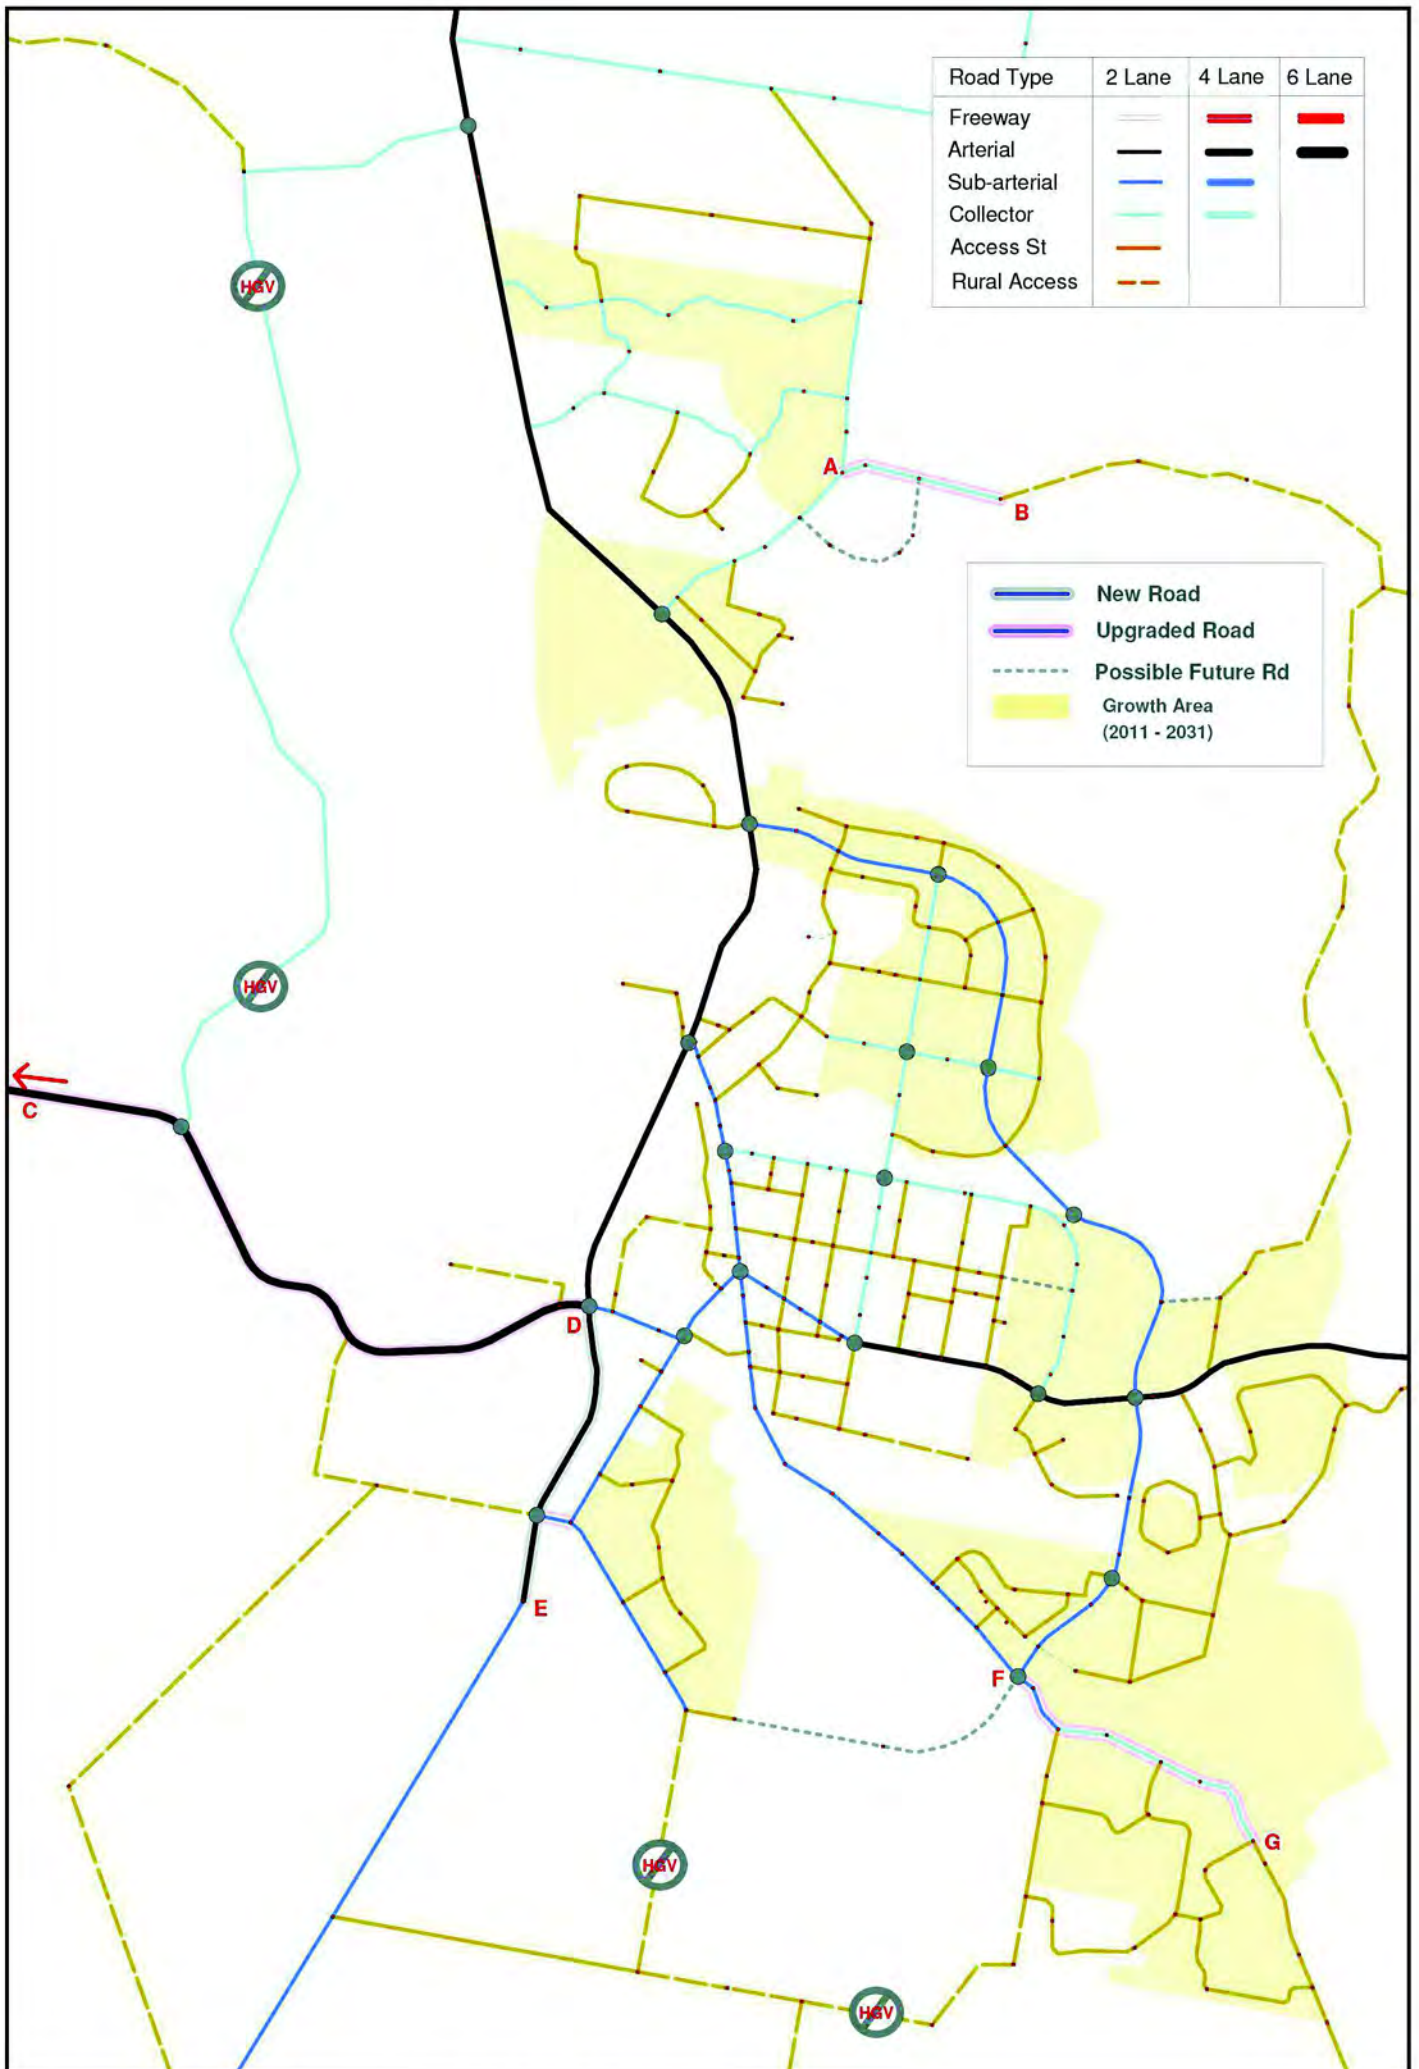 Road Type 2 Lane 4 Lane 6 Lane
Freeway
Arterial
Sub-arterial
Collector
Access St
Rural Access
HGV
A
B
New Road
Upgraded Road
Possible Future Rd
Growth Area
(2011 - 2031)
HGV
C
D
E
F
G
HGV
HGV